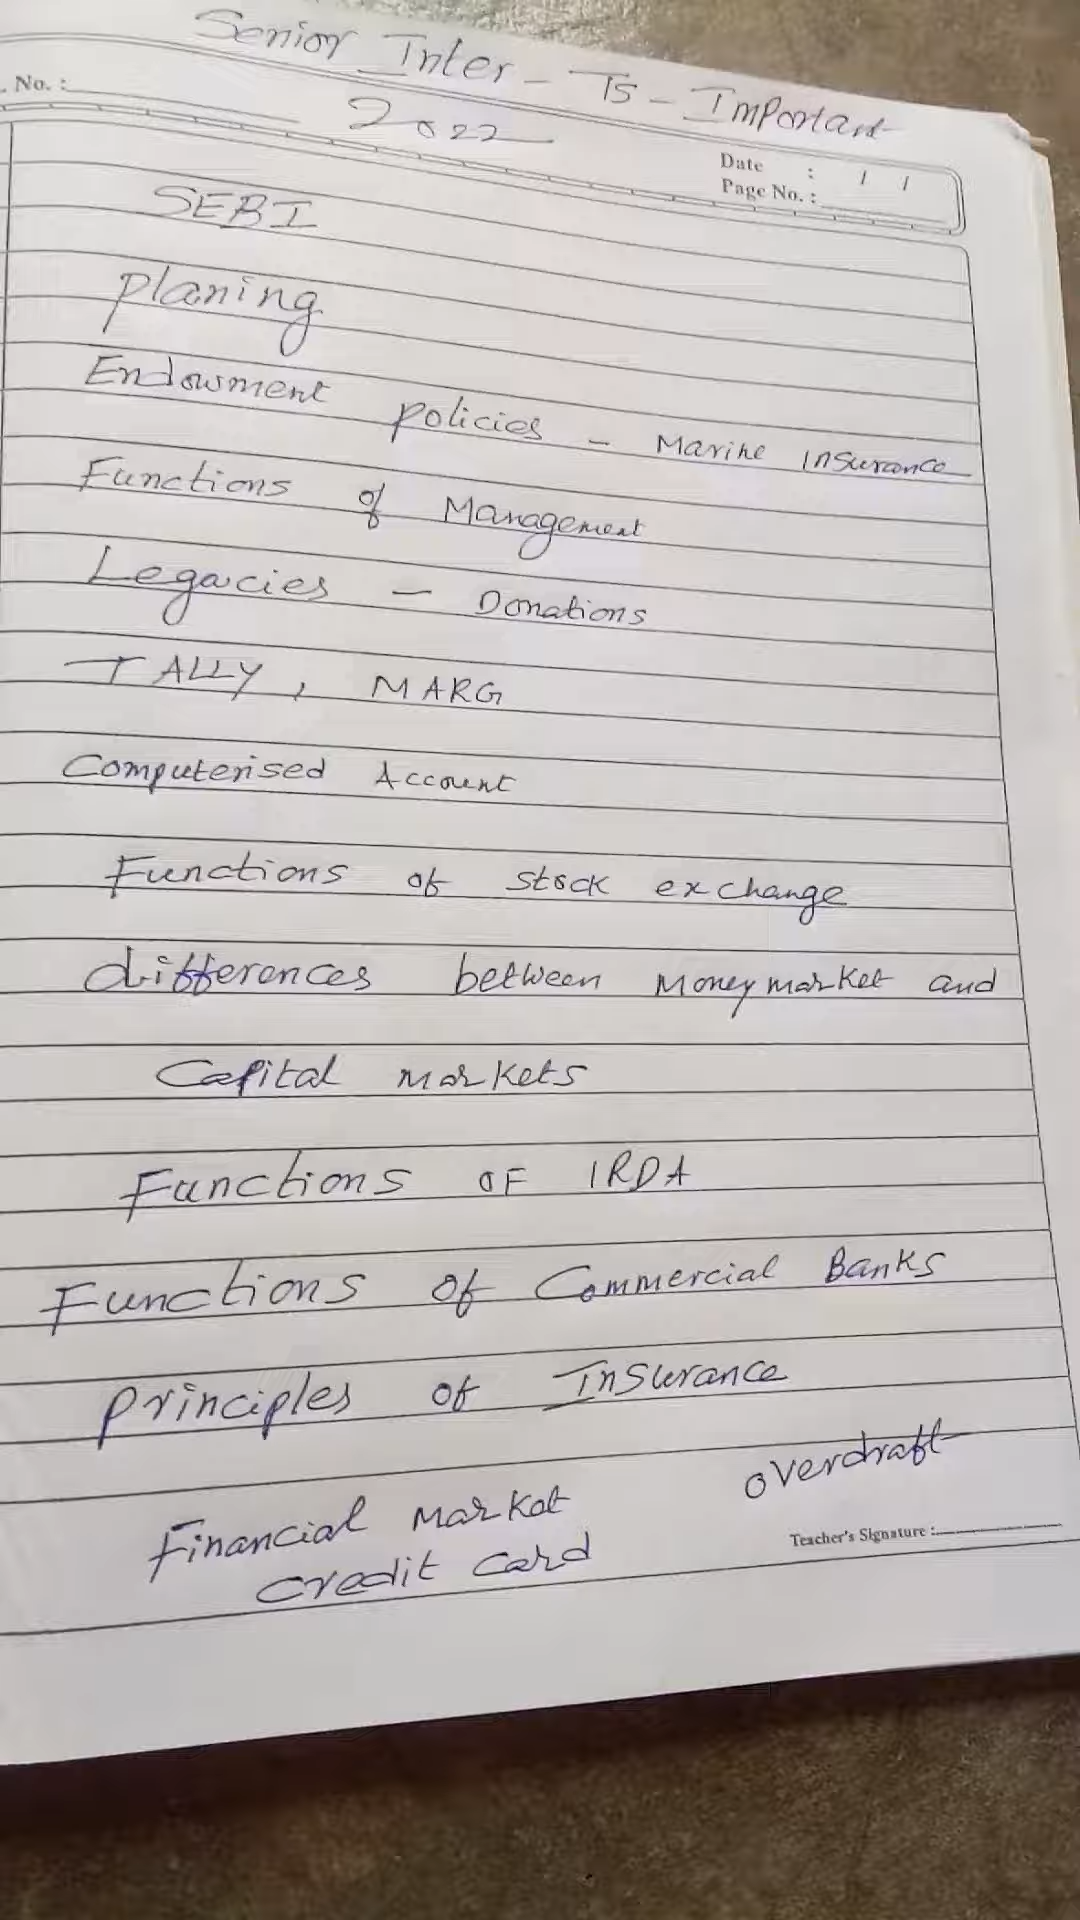 Senior Inter - TS - Important
. No. :
2022
Date : / /
Page No. :
SEBI
planing
Endowment policies - Marine insurance
Functions of Management
Legacies - Donations
TALLY, MARG
Computerised Account
Functions of stock exchange
differences between Money market and
Capital markets
Functions OF IRDA
Functions of Commercial Banks
principles of Insurance
overdraft
Financial market
credit card
Teacher's Signature :